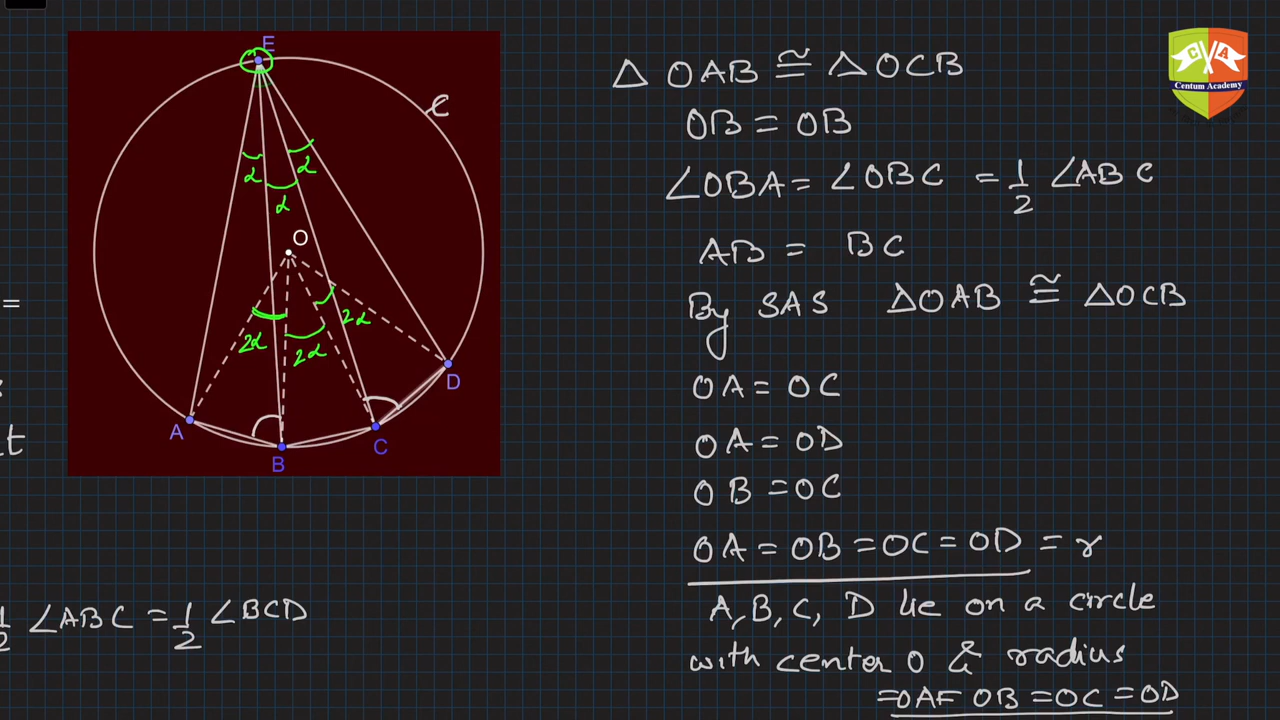 E
C
α
α
α
O
2α
2α
2α
A
B
C
D
=
t
1/2 ∠ABC = 1/2 ∠BCD
△ OAB ≅ △ OCB
OB = OB
∠OBA = ∠OBC = 1/2 ∠ABC
AB = BC
By SAS △OAB ≅ △OCB
OA = OC
OA = OD
OB = OC
OA = OB = OC = OD = r
A, B, C, D lie on a circle
with center O & radius
= OA = OB = OC = OD
C A
Centum Academy